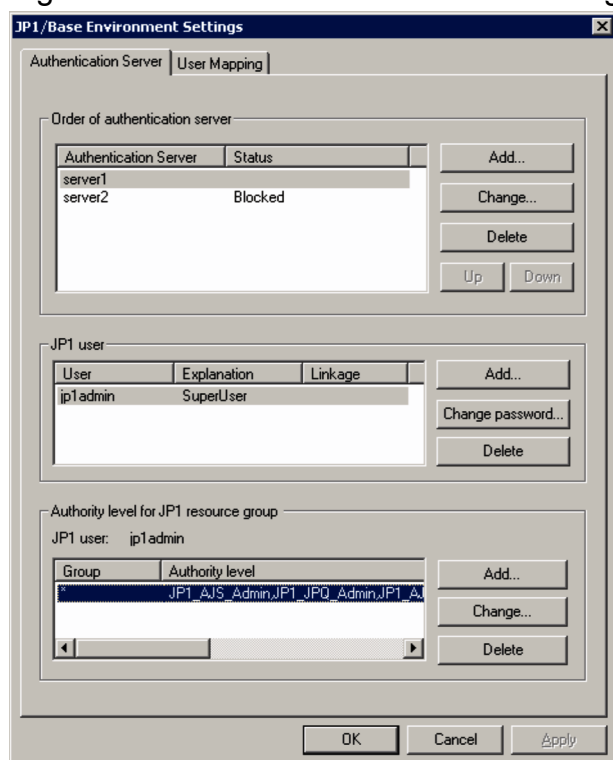 JP1/Base Environment Settings
Authentication Server User Mapping
Order of authentication server
Authentication Server Status
server1
server2 Blocked
Add...
Change...
Delete
Up Down
JP1 user
User Explanation Linkage
jp1admin SuperUser
Add...
Change password...
Delete
Authority level for JP1 resource group
JP1 user: jp1admin
Group Authority level
* JP1_AJS_Admin,JP1_JPQ_Admin,JP1_AJ
Add...
Change...
Delete
OK Cancel Apply